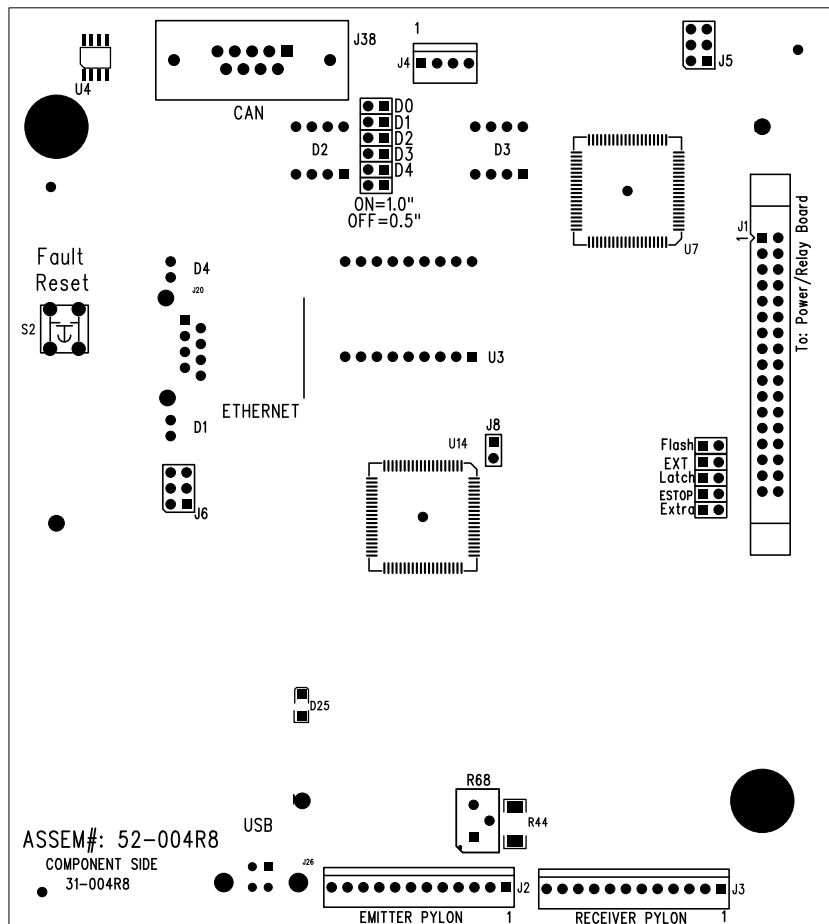 J38
1
J4
J5
U4
CAN
D0
D1
D2
D3
D4
D2
D3
ON=1.0"
OFF=0.5"
U7
J1
1
To: Power/Relay Board
Fault
Reset
D4
J20
S2
U3
ETHERNET
D1
J8
U14
Flash
EXT
Latch
ESTOP
Extra
J6
D25
R68
R44
USB
ASSEM#: 52-004R8
COMPONENT SIDE
31-004R8
J26
J2
J3
EMITTER PYLON 1
RECEIVER PYLON 1